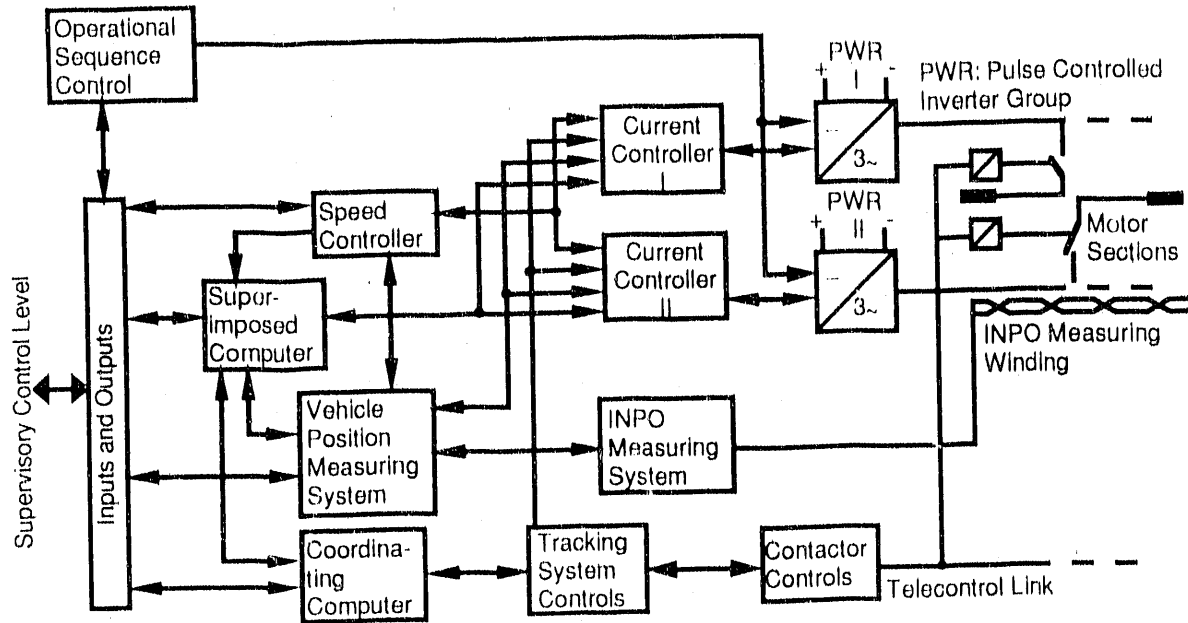 Operational
Sequence
Control
PWR
+ I -
PWR: Pulse Controlled
Inverter Group
Current
Controller
I
3~
Speed
Controller
PWR
+ II -
Motor
Sections
Current
Controller
II
3~
Super-
imposed
Computer
INPO Measuring
Winding
Supervisory Control Level
Inputs and Outputs
Vehicle
Position
Measuring
System
INPO
Measuring
System
Coordina-
ting
Computer
Tracking
System
Controls
Contactor
Controls
Telecontrol Link